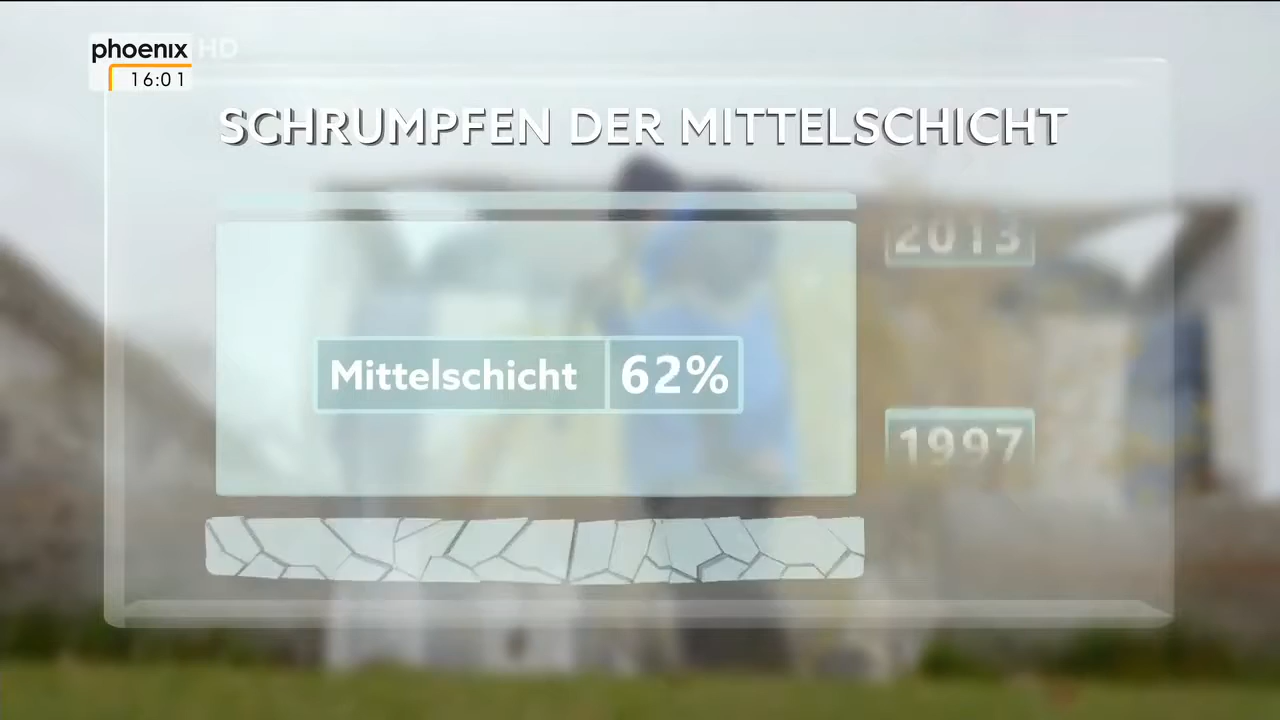 phoenix HD
16:01
SCHRUMPFEN DER MITTELSCHICHT
2013
Mittelschicht 62%
1997